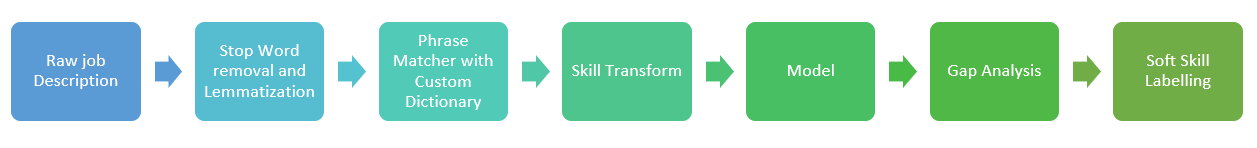 Raw job
Description
Stop Word
removal and
Lemmatization
Phrase
Matcher with
Custom
Dictionary
Skill Transform
Model
Gap Analysis
Soft Skill
Labelling